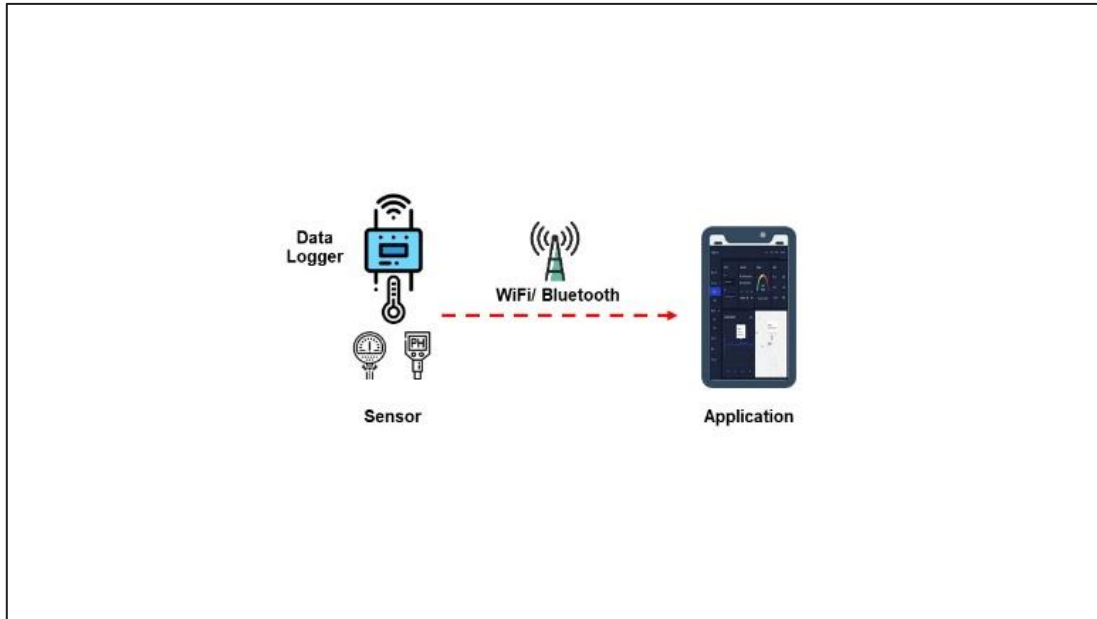 Data
Logger
WiFi/ Bluetooth
PH
Sensor
Application